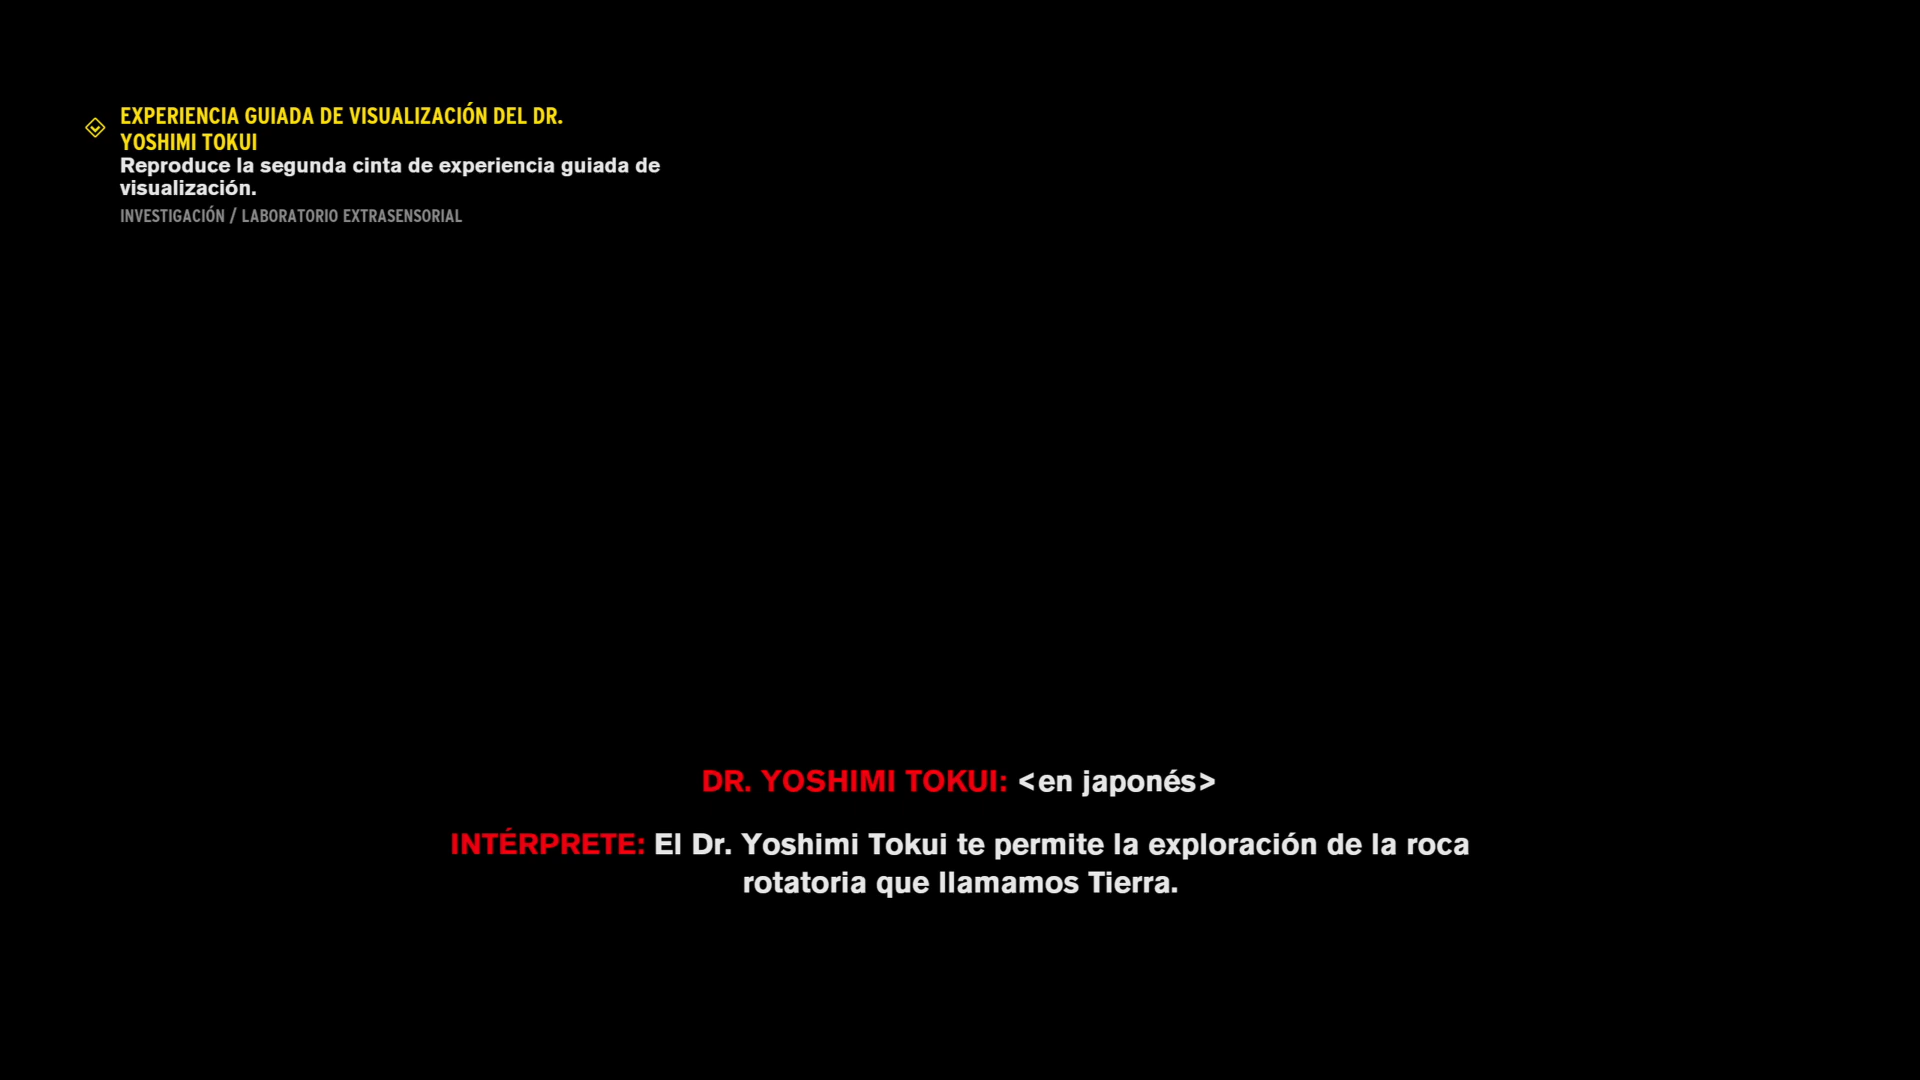 EXPERIENCIA GUIADA DE VISUALIZACIÓN DEL DR.
YOSHIMI TOKUI
Reproduce la segunda cinta de experiencia guiada de
visualización.
INVESTIGACIÓN / LABORATORIO EXTRASENSORIAL
DR. YOSHIMI TOKUI: <en japonés>
INTÉRPRETE: El Dr. Yoshimi Tokui te permite la exploración de la roca
rotatoria que llamamos Tierra.